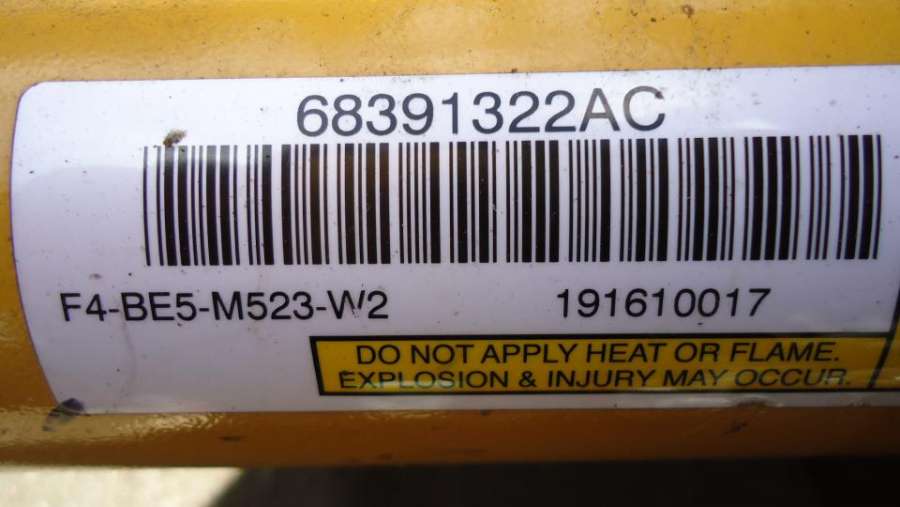 68391322AC
F4-BE5-M523-W2 191610017
DO NOT APPLY HEAT OR FLAME.
EXPLOSION & INJURY MAY OCCUR.